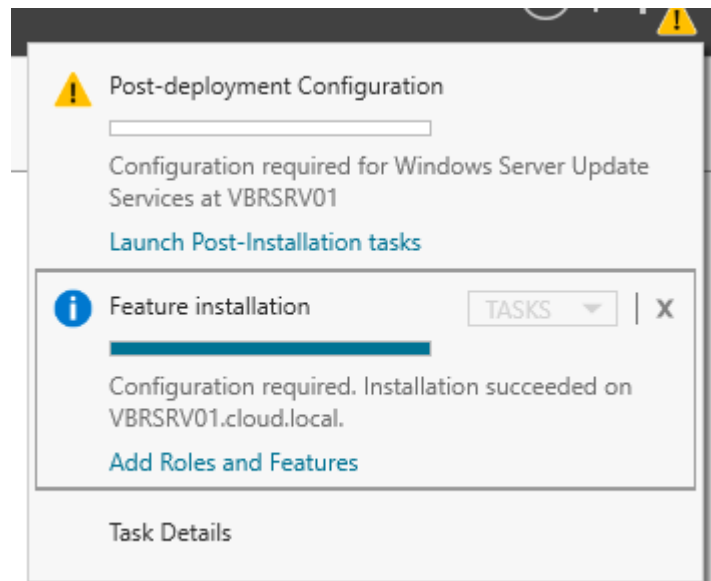 Post-deployment Configuration
Configuration required for Windows Server Update
Services at VBRSRV01
Launch Post-Installation tasks
Feature installation
TASKS
X
Configuration required. Installation succeeded on
VBRSRV01.cloud.local.
Add Roles and Features
Task Details